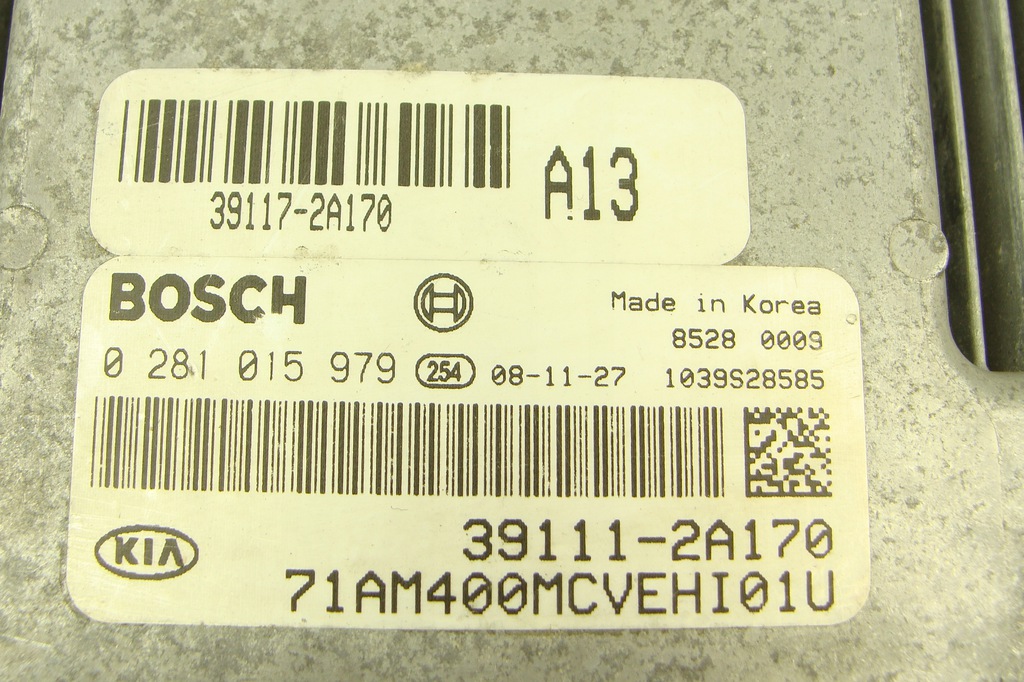 39117-2A170
A13
BOSCH
Made in Korea
8528 0009
0 281 015 979 254 08-11-27 1039S28585
KIA
39111-2A170
71AM400MCVEHI01U